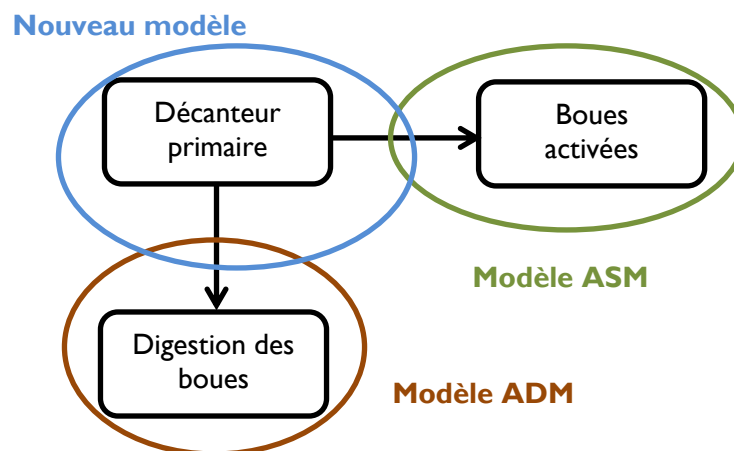 Nouveau modèle
Décanteur
primaire
Boues
activées
Modèle ASM
Digestion des
boues
Modèle ADM